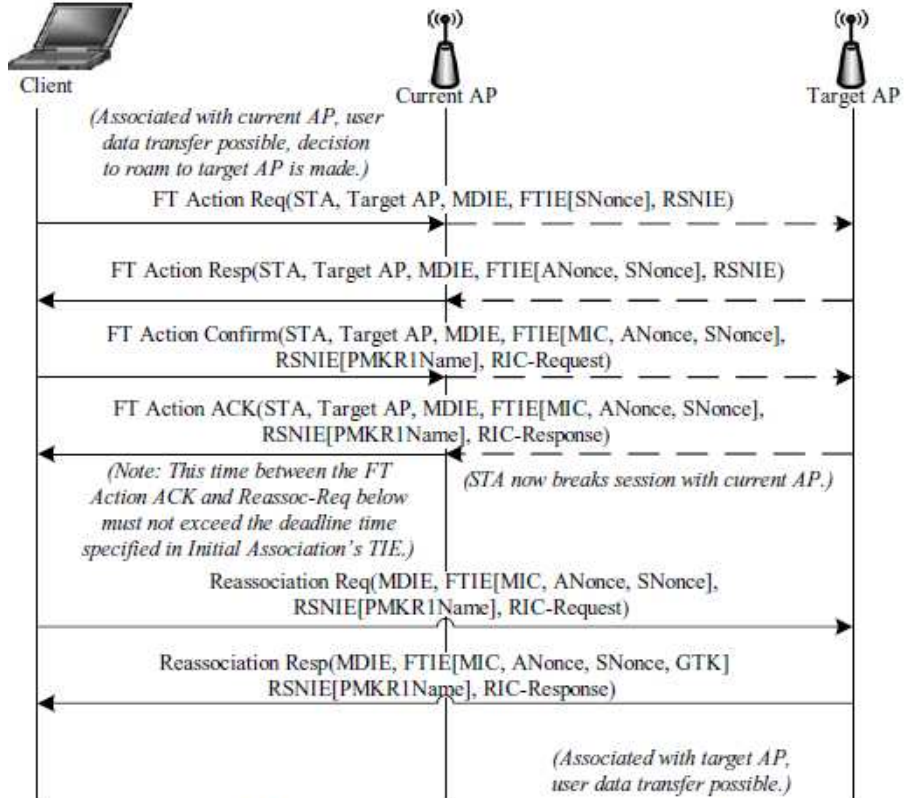 Client
Current AP
Target AP
(Associated with current AP, user
data transfer possible, decision
to roam to target AP is made.)
FT Action Req(STA, Target AP, MDIE, FTIE[SNonce], RSNIE)
FT Action Resp(STA, Target AP, MDIE, FTIE[ANonce, SNonce], RSNIE)
FT Action Confirm(STA, Target AP, MDIE, FTIE[MIC, ANonce, SNonce],
RSNIE[PMKR1Name], RIC-Request)
FT Action ACK(STA, Target AP, MDIE, FTIE[MIC, ANonce, SNonce],
RSNIE[PMKR1Name], RIC-Response)
(Note: This time between the FT
Action ACK and Reassoc-Req below
must not exceed the deadline time
specified in Initial Association's TIE.)
(STA now breaks session with current AP.)
Reassociation Req(MDIE, FTIE[MIC, ANonce, SNonce],
RSNIE[PMKR1Name], RIC-Request)
Reassociation Resp(MDIE, FTIE[MIC, ANonce, SNonce, GTK]
RSNIE[PMKR1Name], RIC-Response)
(Associated with target AP,
user data transfer possible.)